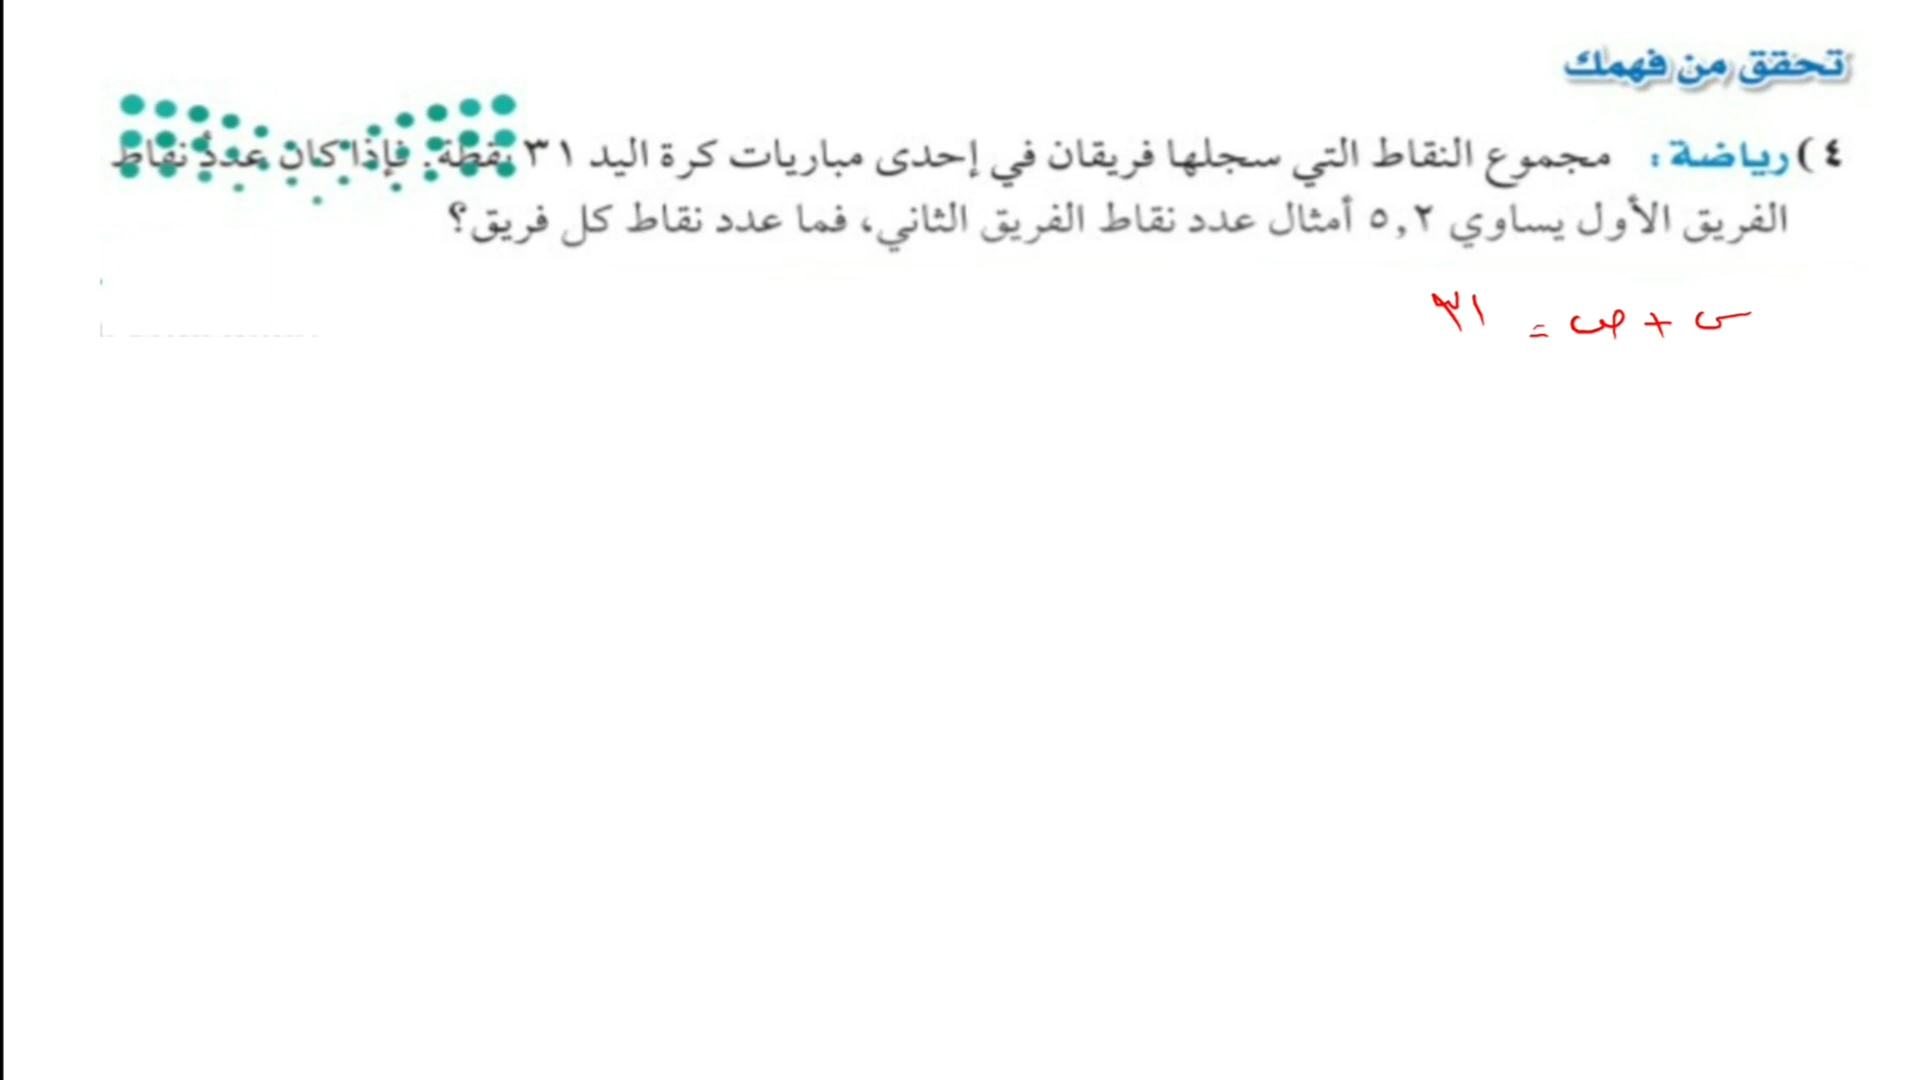 تحقق من فهمك
٤) رياضة: مجموع النقاط التي سجلها فريقان في إحدى مباريات كرة اليد ٣١ نقطة. فإذا كان عدد نقاط
الفريق الأول يساوي ٥,٢ أمثال عدد نقاط الفريق الثاني، فما عدد نقاط كل فريق؟
س + ص = ٣١